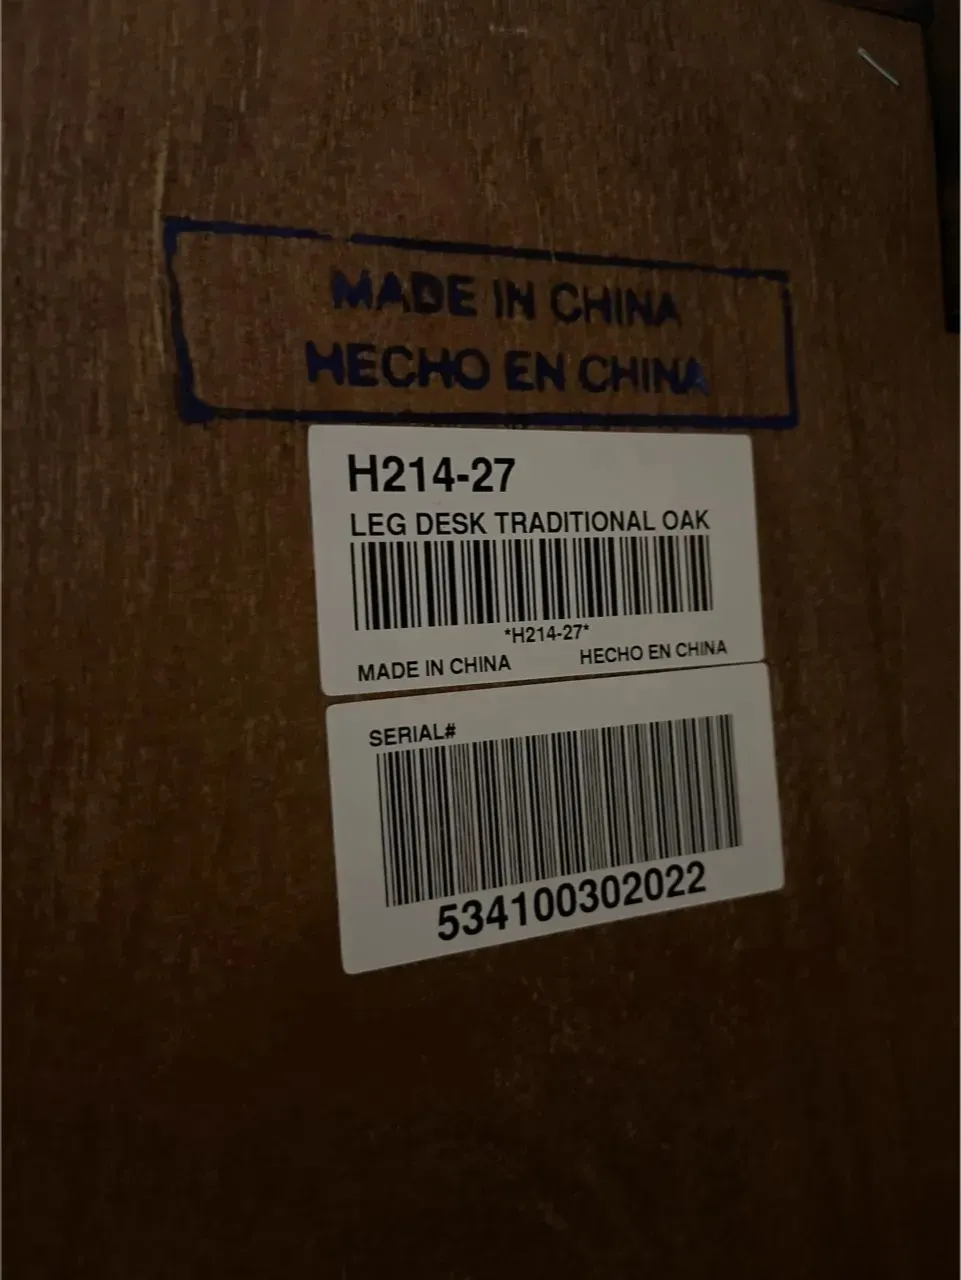 MADE IN CHINA
HECHO EN CHINA
H214-27
LEG DESK TRADITIONAL OAK
*H214-27*
MADE IN CHINA HECHO EN CHINA
SERIAL#
534100302022